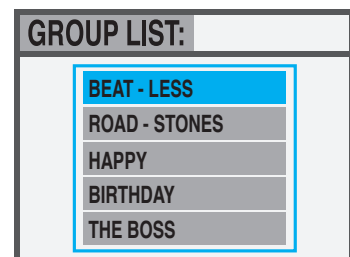 GROUP LIST:
BEAT - LESS
ROAD - STONES
HAPPY
BIRTHDAY
THE BOSS